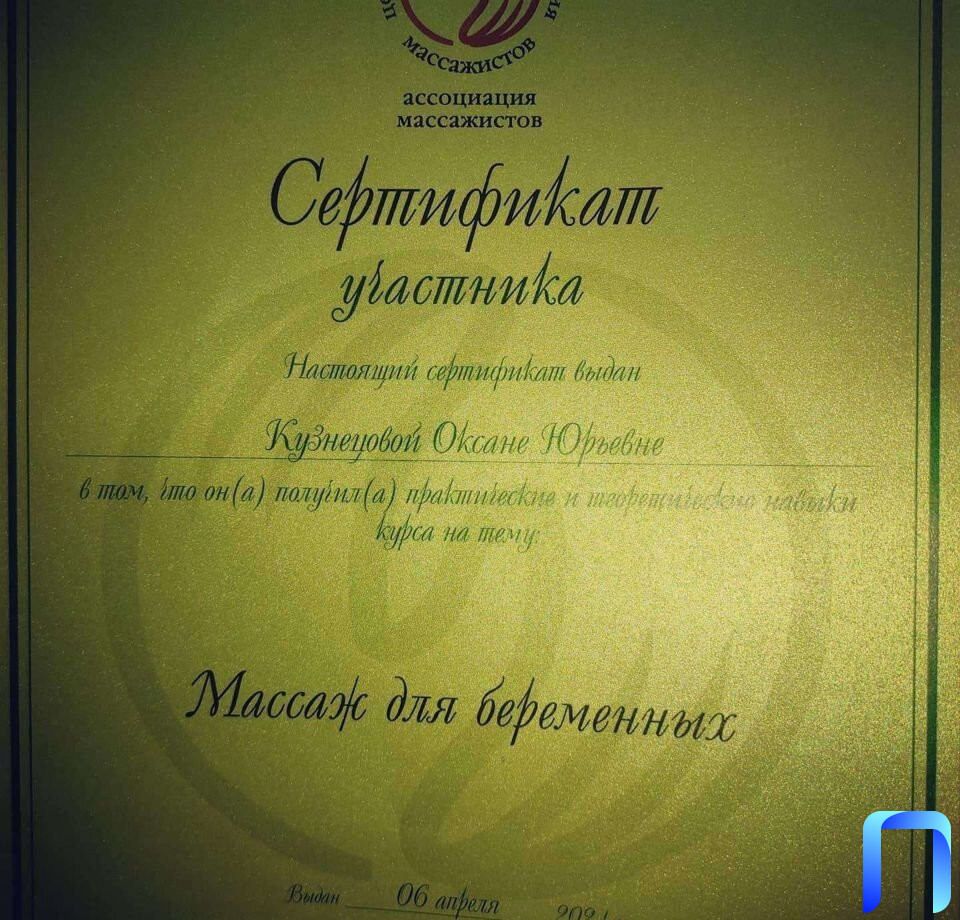 массажистов
ассоциация
массажистов
Сертификат
участника
Настоящий сертификат выдан
Кузнецовой Оксане Юрьевне
в том, что он(а) получил(а) практические и теоретические навыки
курса на тему:
Массаж для беременных
Выдан 06 апреля